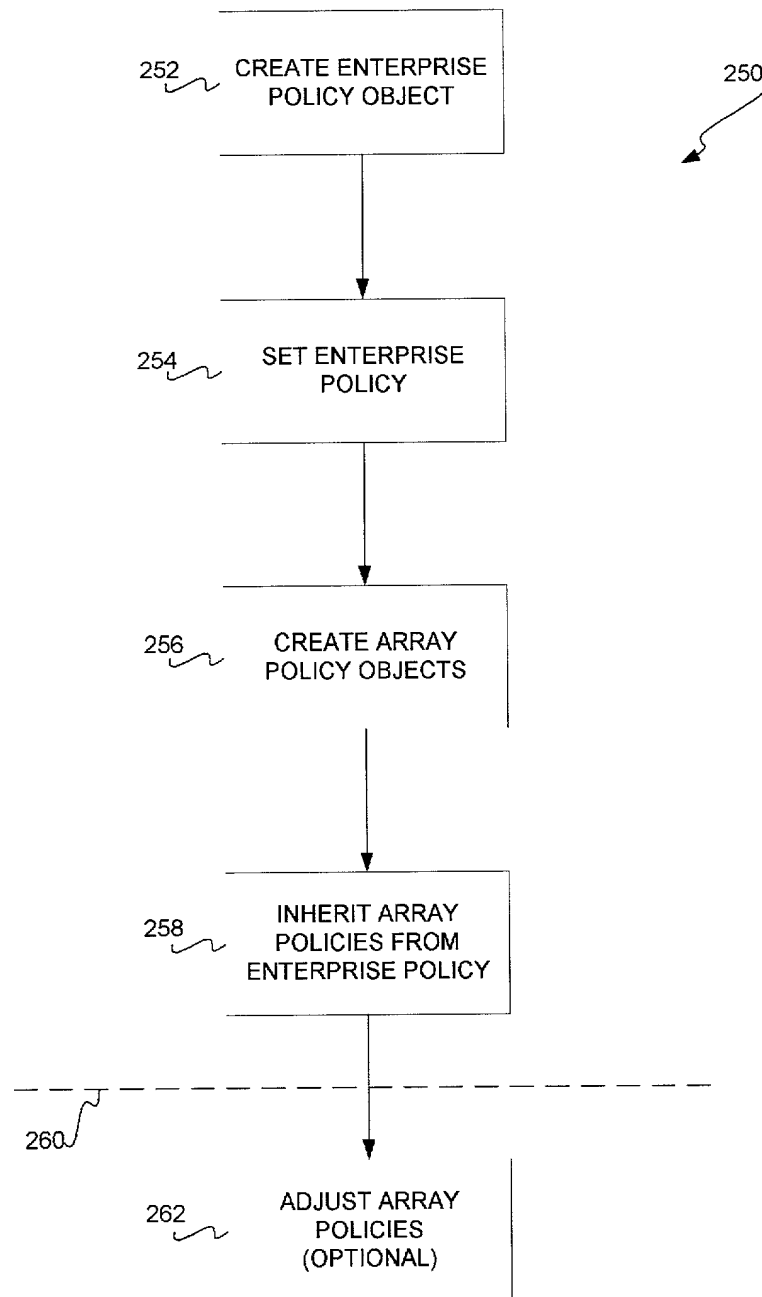 252
CREATE ENTERPRISE
POLICY OBJECT
250
254
SET ENTERPRISE
POLICY
256
CREATE ARRAY
POLICY OBJECTS
258
INHERIT ARRAY
POLICIES FROM
ENTERPRISE POLICY
260
262
ADJUST ARRAY
POLICIES
(OPTIONAL)